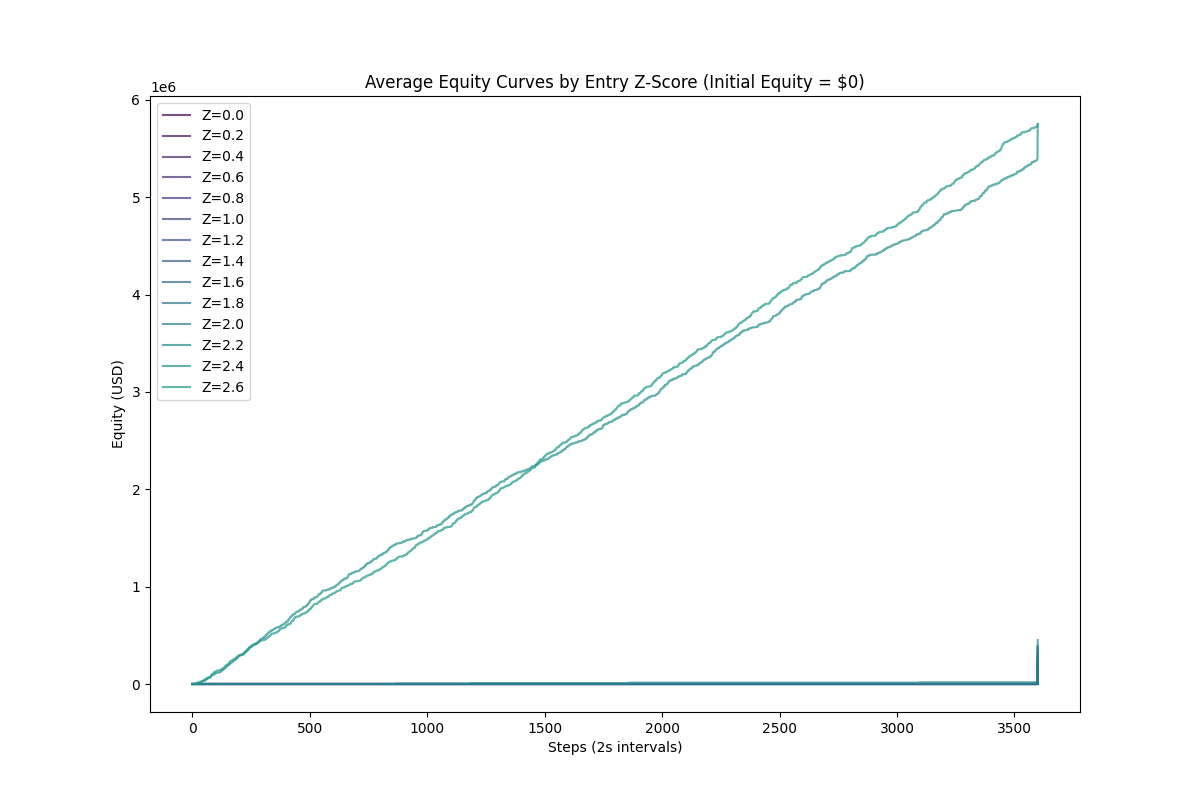 Average Equity Curves by Entry Z-Score (Initial Equity = $0)
1e6
6
5
4
3
2
1
0
Equity (USD)
Z=0.0
Z=0.2
Z=0.4
Z=0.6
Z=0.8
Z=1.0
Z=1.2
Z=1.4
Z=1.6
Z=1.8
Z=2.0
Z=2.2
Z=2.4
Z=2.6
0 500 1000 1500 2000 2500 3000 3500
Steps (2s intervals)